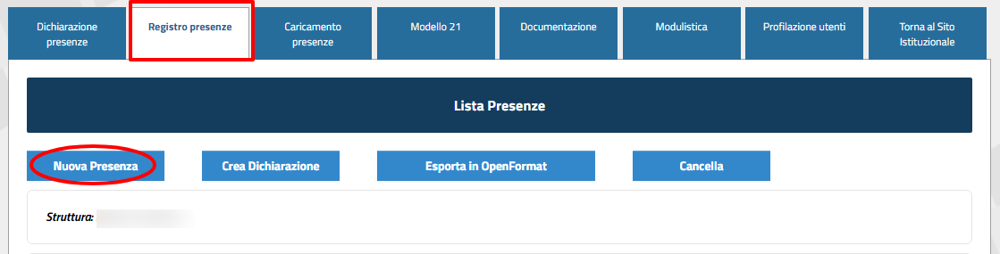 Dichiarazione
presenze
Registro presenze
Caricamento
presenze
Modello 21
Documentazione
Modulistica
Profilazione utenti
Torna al Sito
Istituzionale
Lista Presenze
Nuova Presenza
Crea Dichiarazione
Esporta in OpenFormat
Cancella
Struttura: